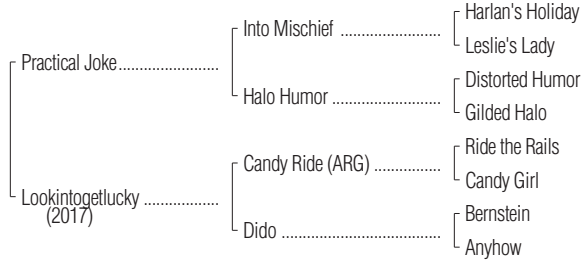 Harlan's Holiday
Into Mischief ........................
Leslie's Lady
Practical Joke........................
Distorted Humor
Halo Humor ..........................
Gilded Halo
Ride the Rails
Candy Ride (ARG) ................
Candy Girl
Lookintogetlucky ..................
(2017)
Bernstein
Dido ......................................
Anyhow